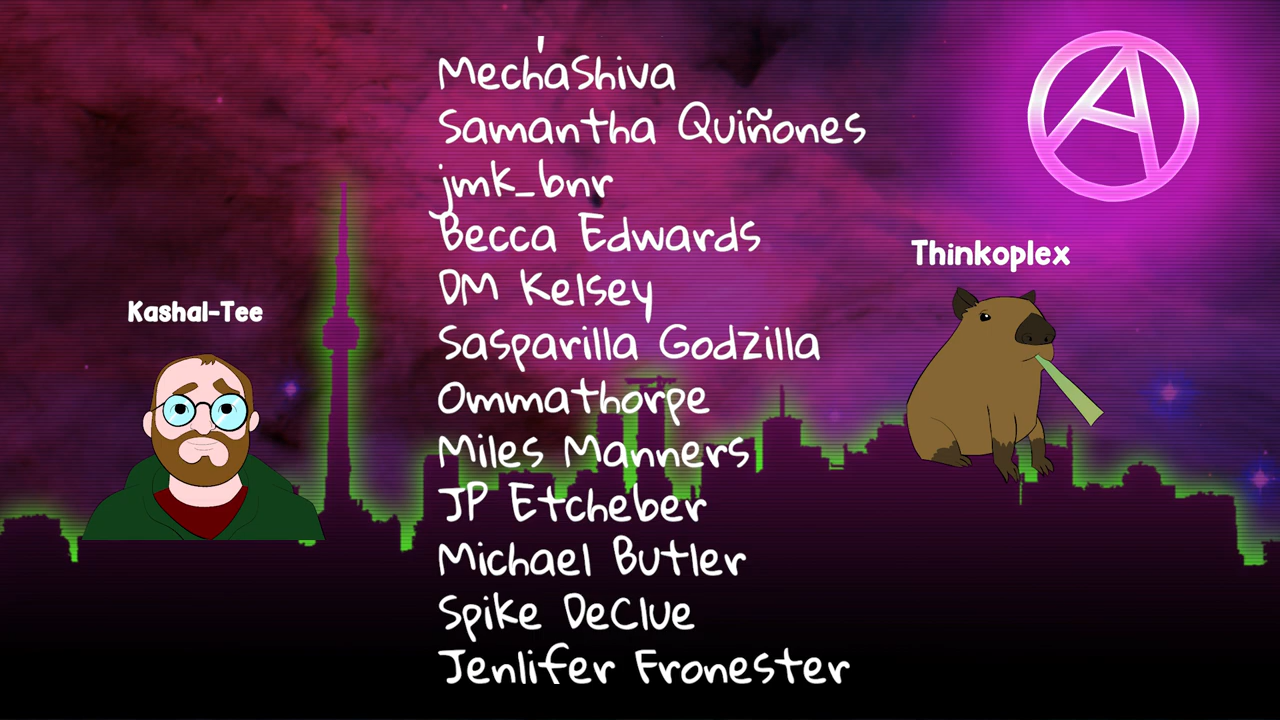 MechaShiva
Samantha Quiñones
jmk_bnr
Becca Edwards
DM Kelsey
Sasparilla Godzilla
Ommathorpe
Miles Manners
JP Etcheber
Michael Butler
Spike DeClue
Jenlifer Fronester
Kashal-Tee
Thinkoplex